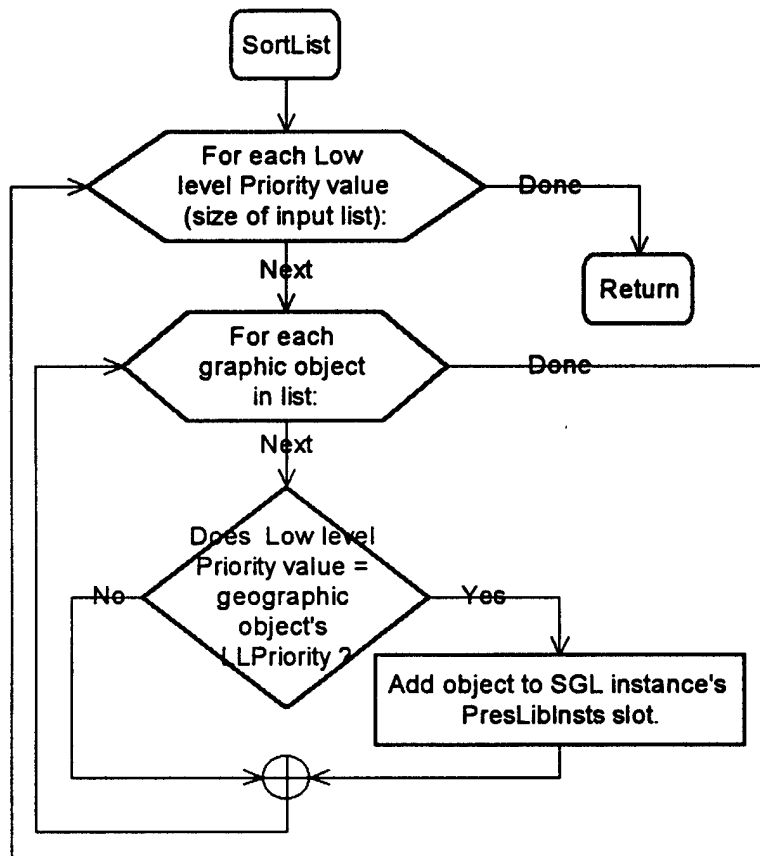 SortList
For each Low
level Priority value
(size of input list):
Done
Next
Return
For each
graphic object
in list:
Done
Next
Does Low level
Priority value =
geographic
object's
LLPriority ?
No
Yes
Add object to SGL instance's
PresLibInsts slot.